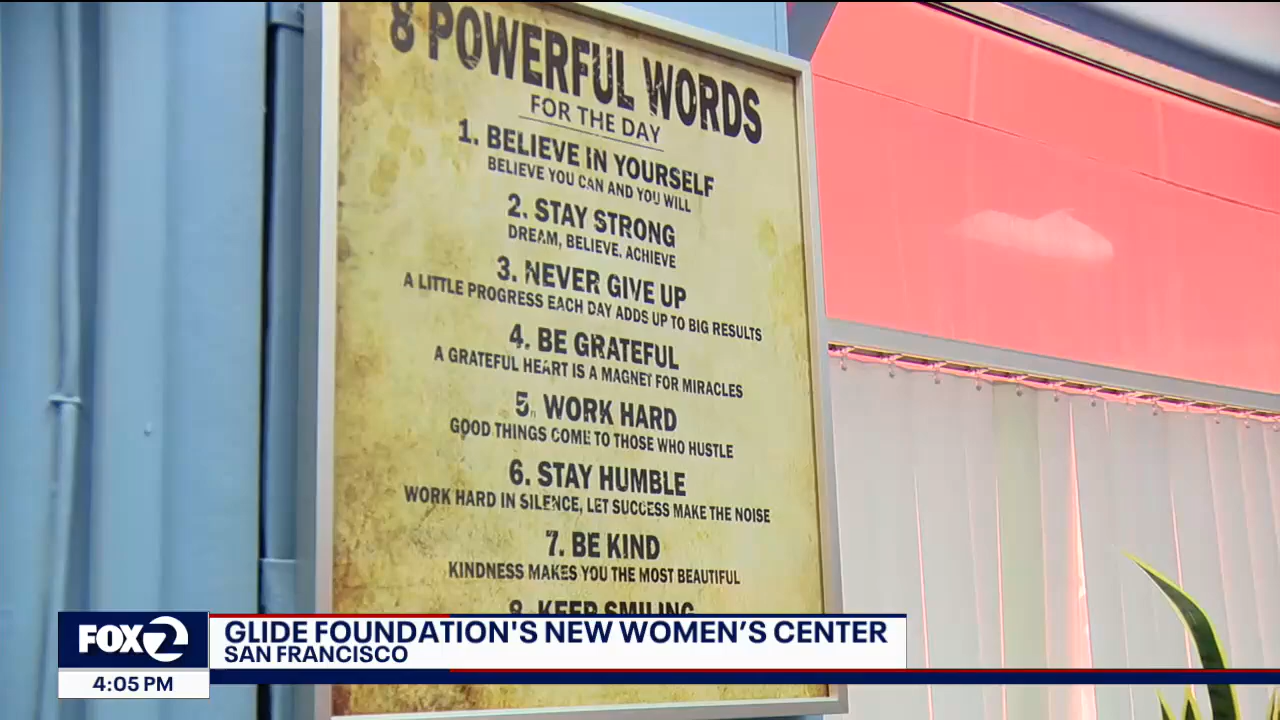 8 POWERFUL WORDS
FOR THE DAY
1. BELIEVE IN YOURSELF
BELIEVE YOU CAN AND YOU WILL
2. STAY STRONG
DREAM, BELIEVE, ACHIEVE
3. NEVER GIVE UP
A LITTLE PROGRESS EACH DAY ADDS UP TO BIG RESULTS
4. BE GRATEFUL
A GRATEFUL HEART IS A MAGNET FOR MIRACLES
5. WORK HARD
GOOD THINGS COME TO THOSE WHO HUSTLE
6. STAY HUMBLE
WORK HARD IN SILENCE, LET SUCCESS MAKE THE NOISE
7. BE KIND
KINDNESS MAKES YOU THE MOST BEAUTIFUL
8. KEEP SMILING
FOX 2
GLIDE FOUNDATION'S NEW WOMEN’S CENTER
SAN FRANCISCO
4:05 PM